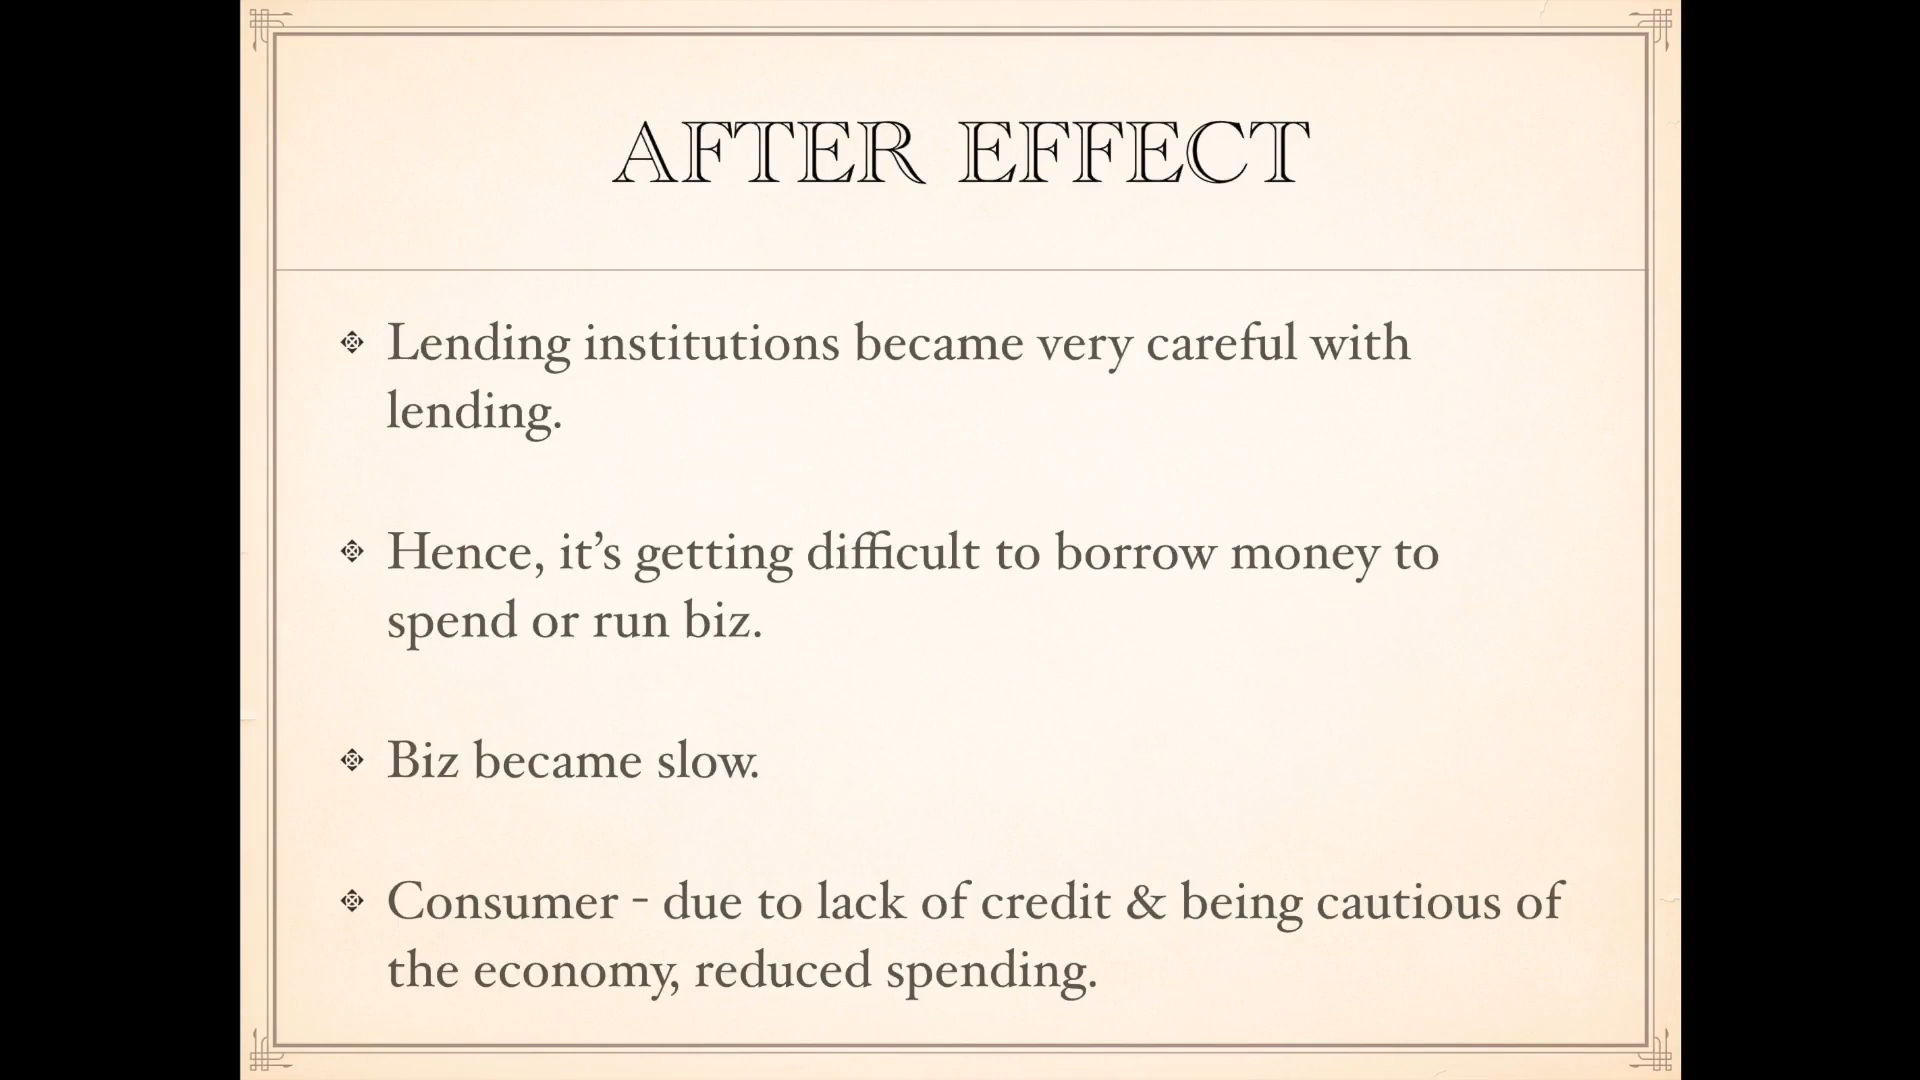 AFTER EFFECT
Lending institutions became very careful with
lending.
Hence, it’s getting difficult to borrow money to
spend or run biz.
Biz became slow.
Consumer - due to lack of credit & being cautious of
the economy, reduced spending.